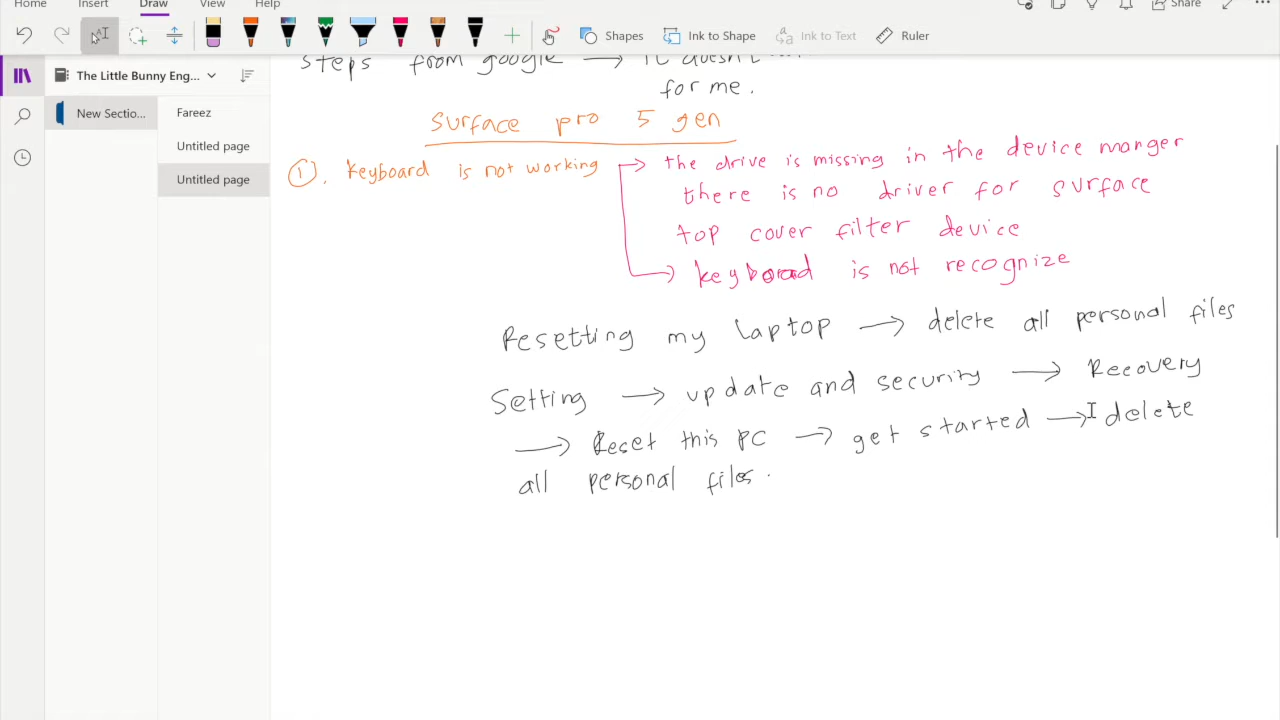 Home Insert Draw View Help Share
Shapes Ink to Shape Ink to Text Ruler
steps from google → it doesn't
for me.
The Little Bunny Eng...
New Sectio...
Fareez
Untitled page
Untitled page
Surface pro 5 gen
①. keyboard is not working → the drive is missing in the device manger
there is no driver for surface
top cover filter device
→ keyboard is not recognize
Resetting my laptop → delete all personal files
Setting → update and security → Recovery
→ Reset this PC → get started → I delete
all personal files.